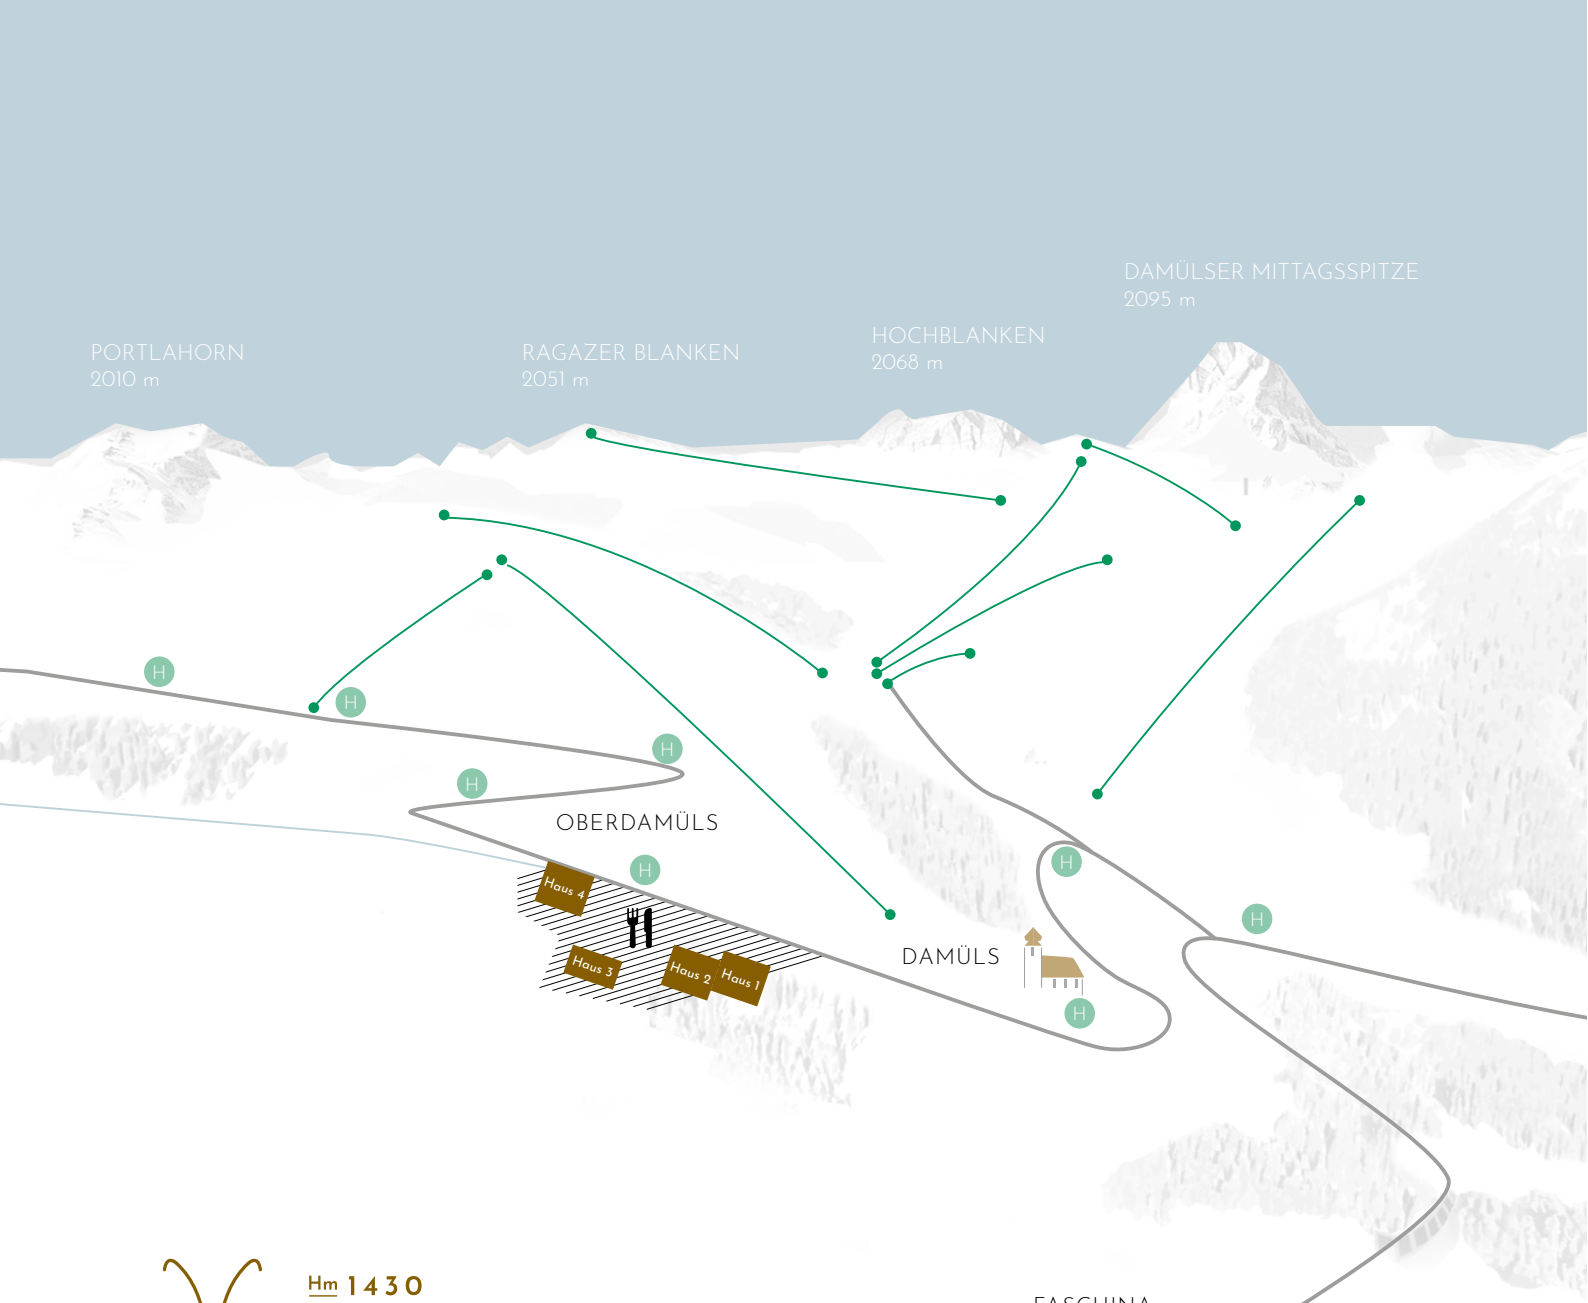 DAMÜLSER MITTAGSSPITZE
2095 m
HOCHBLANKEN
2068 m
PORTLAHORN
2010 m
RAGAZER BLANKEN
2051 m
H
H
H
H
OBERDAMÜLS
H
H
Haus 4
H
DAMÜLS
Haus 3
Haus 2
Haus 1
H
Hm 1430
FASCHINA